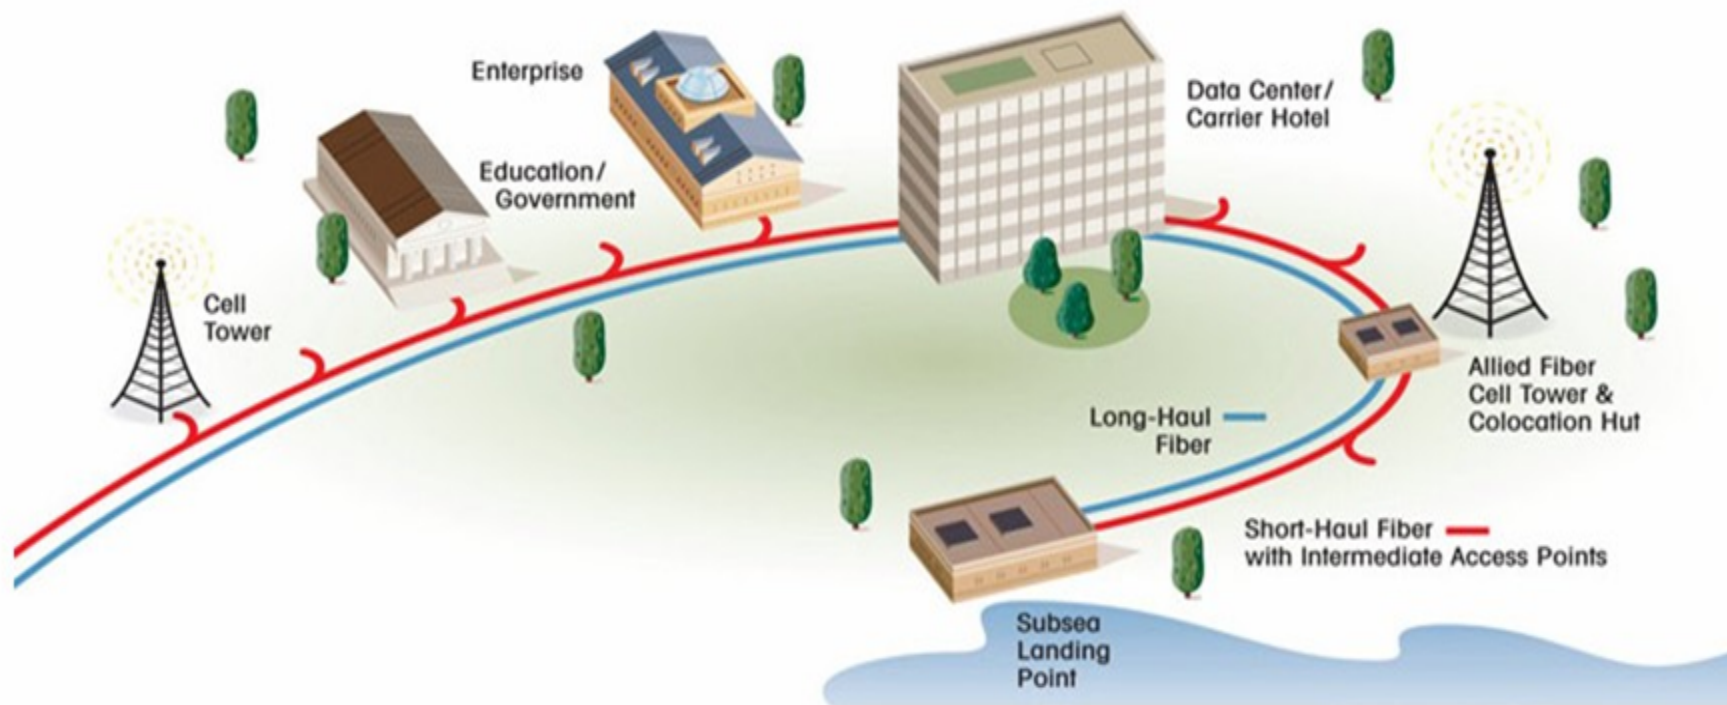 Enterprise
Data Center/
Carrier Hotel
Education/
Government
Cell
Tower
Allied Fiber
Cell Tower &
Colocation Hut
Long-Haul
Fiber
Short-Haul Fiber
with Intermediate Access Points
Subsea
Landing
Point